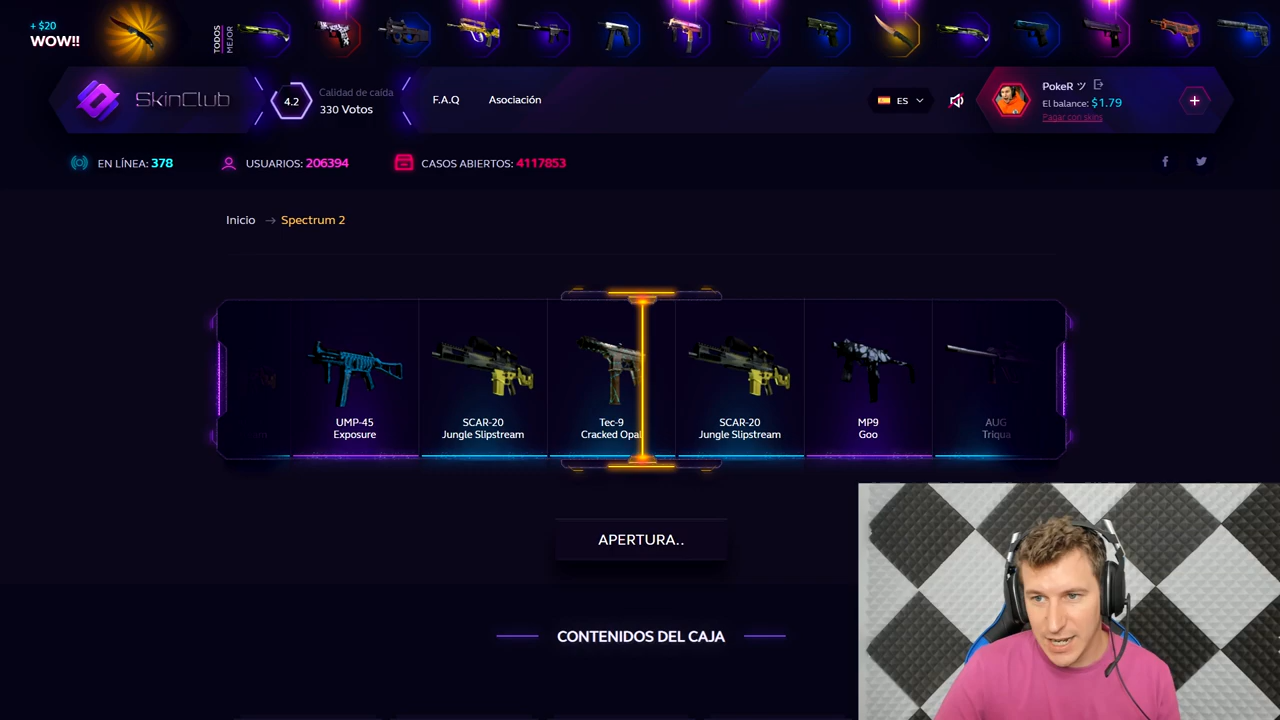 + $20
WOW!!
TODOS
MEJOR
SkinClub
4.2
Calidad de caída
330 Votos
F.A.Q
Asociación
ES
PokeR ツ
El balance: $1.79
Pagar con skins
+
EN LÍNEA: 378
USUARIOS: 206394
CASOS ABIERTOS: 4117853
Inicio → Spectrum 2
UMP-45
Exposure
SCAR-20
Jungle Slipstream
Tec-9
Cracked Opal
SCAR-20
Jungle Slipstream
MP9
Goo
AUG
Triqua
APERTURA..
CONTENIDOS DEL CAJA